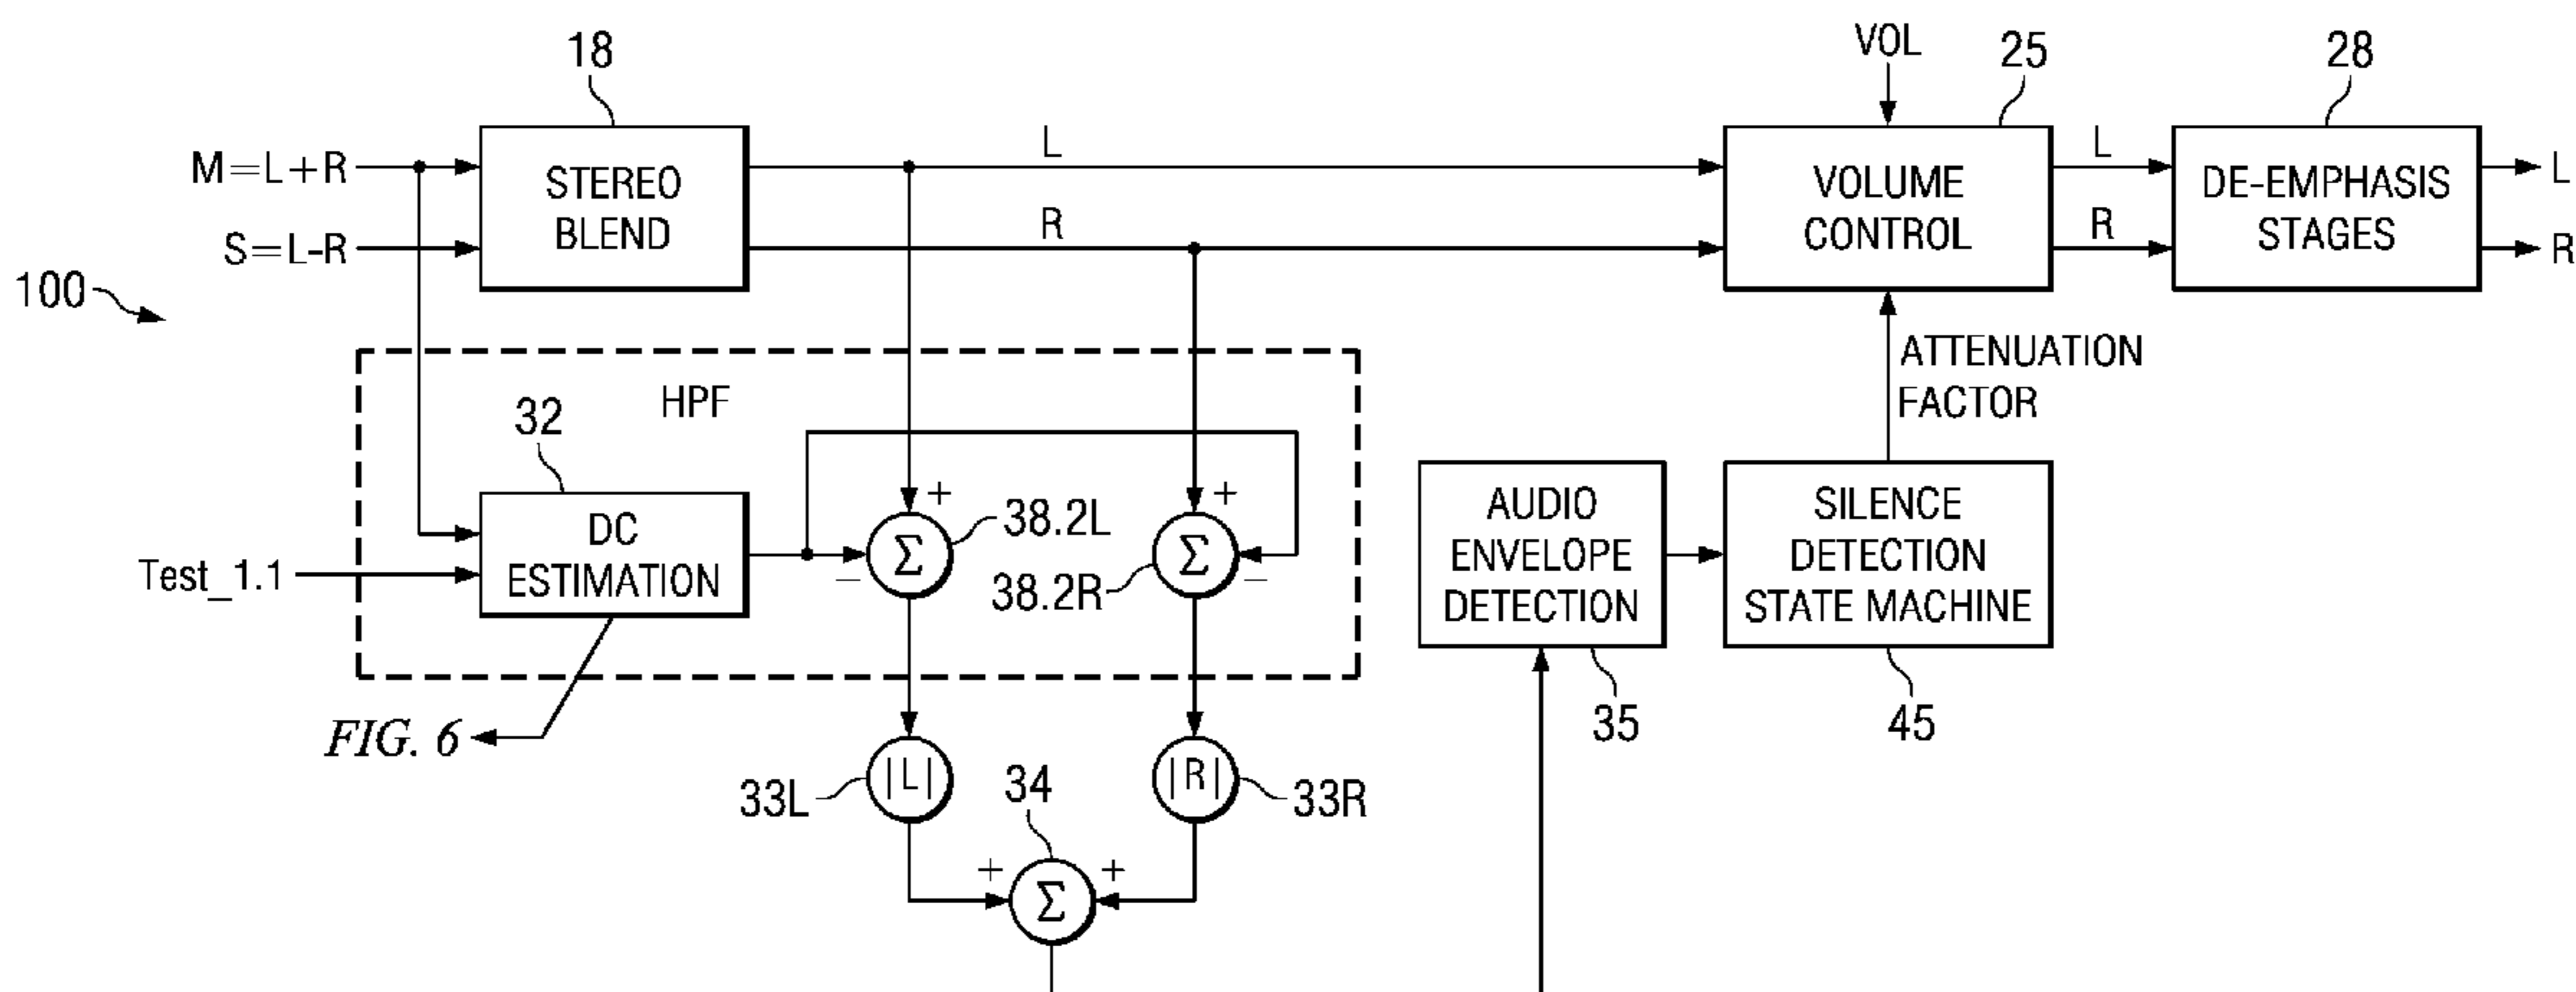 18
VOL
25
28
M=L+R
S=L-R
STEREO
BLEND
L
R
VOLUME
CONTROL
L
R
DE-EMPHASIS
STAGES
L
R
100
ATTENUATION
FACTOR
HPF
32
DC
ESTIMATION
Test_1.1
+
Σ
−
38.2L
+
Σ
−
38.2R
AUDIO
ENVELOPE
DETECTION
35
SILENCE
DETECTION
STATE MACHINE
45
FIG. 6
33L
|L|
|R|
33R
34
+
+
Σ